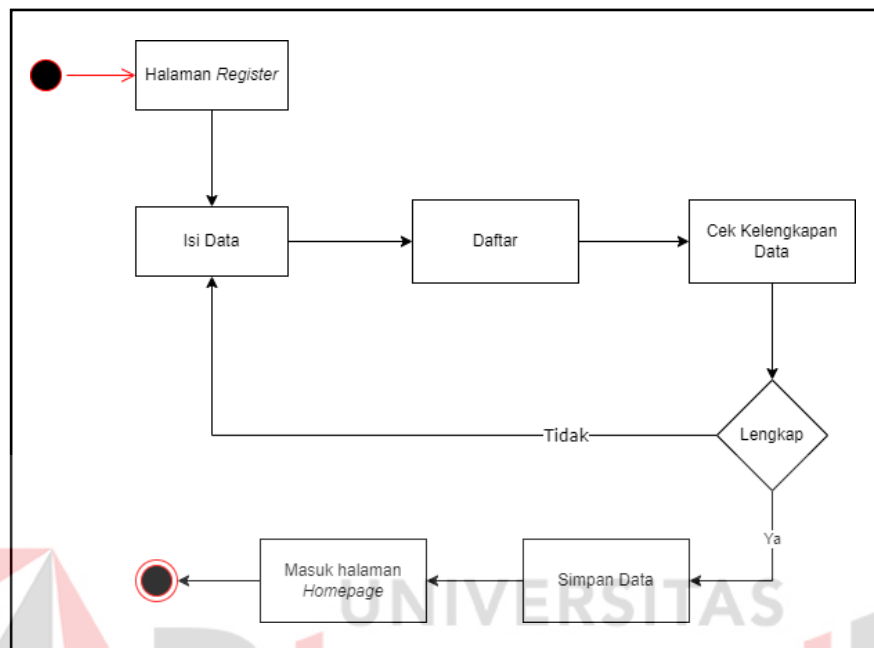 Halaman Register
Isi Data
Daftar
Cek Kelengkapan
Data
Lengkap
Tidak
Ya
Simpan Data
Masuk halaman
Homepage
UNIVERSITAS